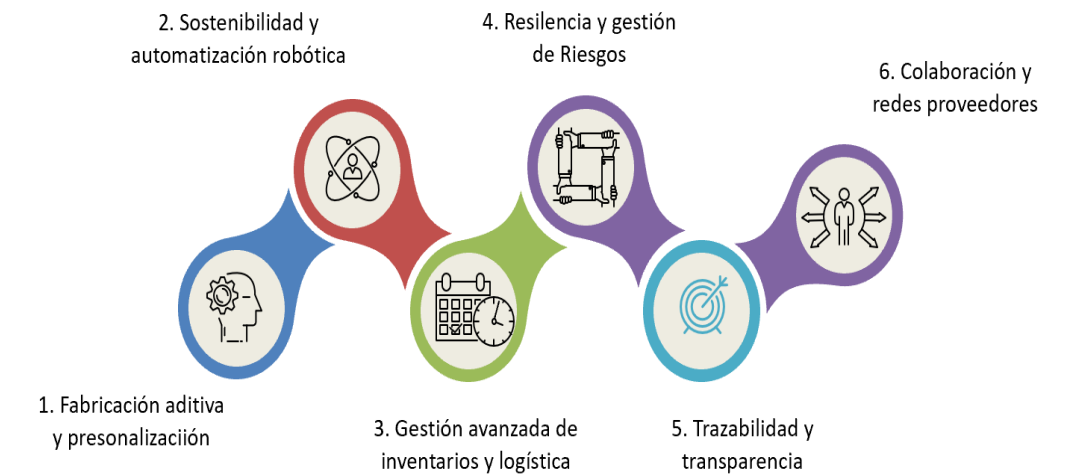 1. Fabricación aditiva
y presonalizaciión
2. Sostenibilidad y
automatización robótica
3. Gestión avanzada de
inventarios y logística
4. Resilencia y gestión
de Riesgos
5. Trazabilidad y
transparencia
6. Colaboración y
redes proveedores